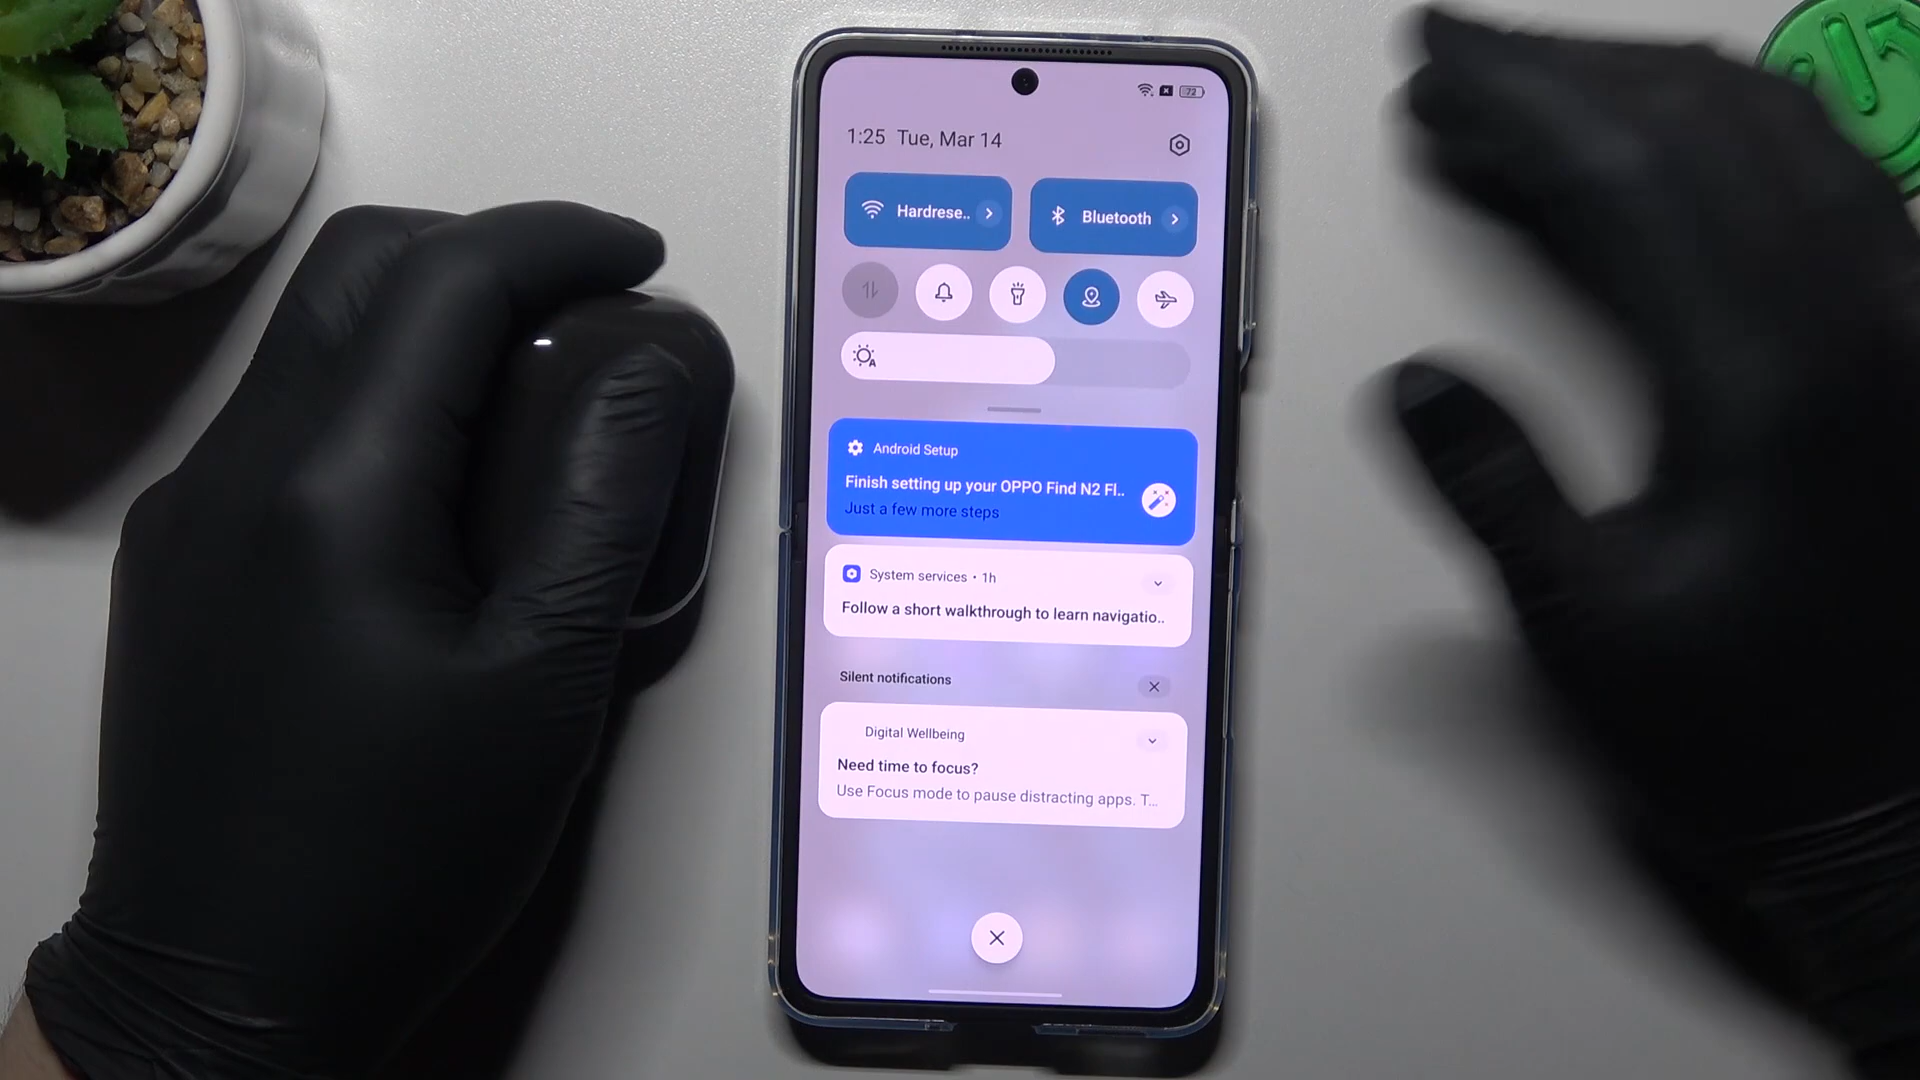 72
1:25 Tue, Mar 14
Hardrese..
Bluetooth
A
Android Setup
Finish setting up your OPPO Find N2 Fl..
Just a few more steps
System services • 1h
Follow a short walkthrough to learn navigatio..
Silent notifications
Digital Wellbeing
Need time to focus?
Use Focus mode to pause distracting apps. T...